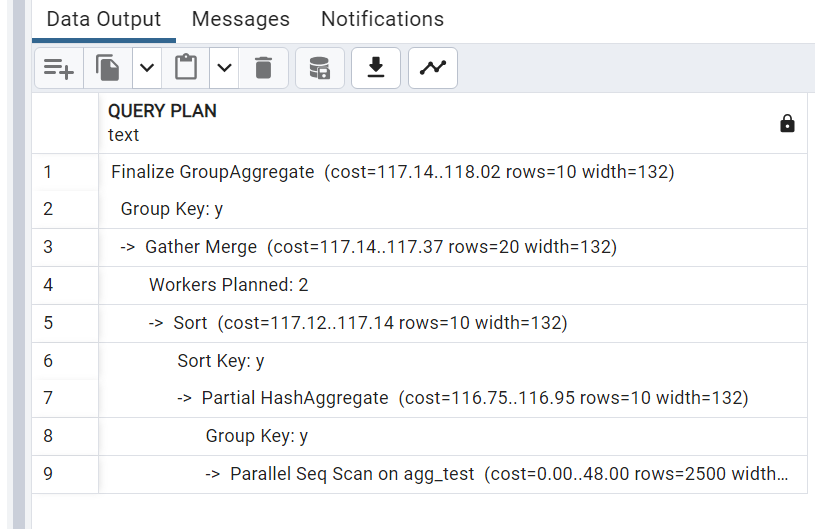 Data Output Messages Notifications
QUERY PLAN
text
1 Finalize GroupAggregate (cost=117.14..118.02 rows=10 width=132)
2 Group Key: y
3 -> Gather Merge (cost=117.14..117.37 rows=20 width=132)
4 Workers Planned: 2
5 -> Sort (cost=117.12..117.14 rows=10 width=132)
6 Sort Key: y
7 -> Partial HashAggregate (cost=116.75..116.95 rows=10 width=132)
8 Group Key: y
9 -> Parallel Seq Scan on agg_test (cost=0.00..48.00 rows=2500 width...